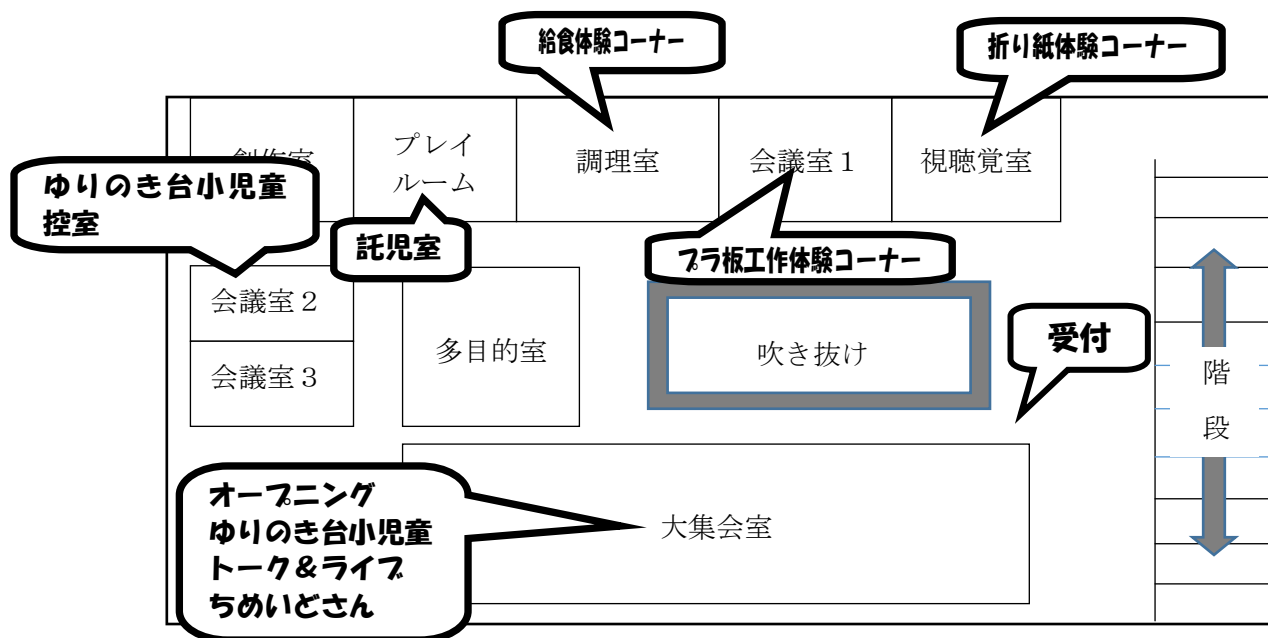 給食体験コーナー
折り紙体験コーナー
創作室
プレイ
ルーム
調理室
会議室1
視聴覚室
ゆりのき台小児童
控室
託児室
プラ板工作体験コーナー
会議室2
会議室3
多目的室
吹き抜け
受付
階
段
オープニング
ゆりのき台小児童
トーク&ライブ
ちめいどさん
大集会室